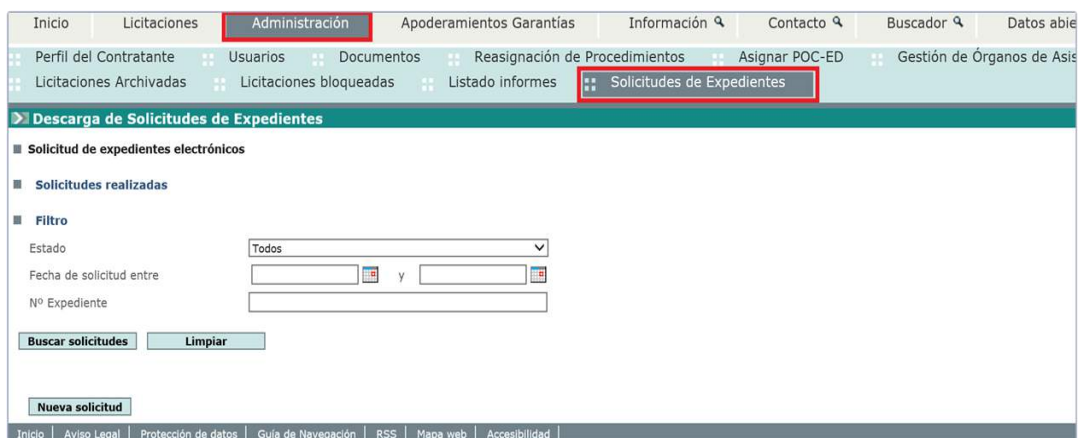 Inicio Licitaciones Administración Apoderamientos Garantías Información Contacto Buscador Datos abie
Perfil del Contratante Usuarios Documentos Reasignación de Procedimientos Asignar POC-ED Gestión de Órganos de Asis
Licitaciones Archivadas Licitaciones bloqueadas Listado informes Solicitudes de Expedientes
Descarga de Solicitudes de Expedientes
Solicitud de expedientes electrónicos
Solicitudes realizadas
Filtro
Estado Todos
Fecha de solicitud entre y
Nº Expediente
Buscar solicitudes Limpiar
Nueva solicitud
Inicio | Aviso Legal | Protección de datos | Guía de Navegación | RSS | Mapa web | Accesibilidad |